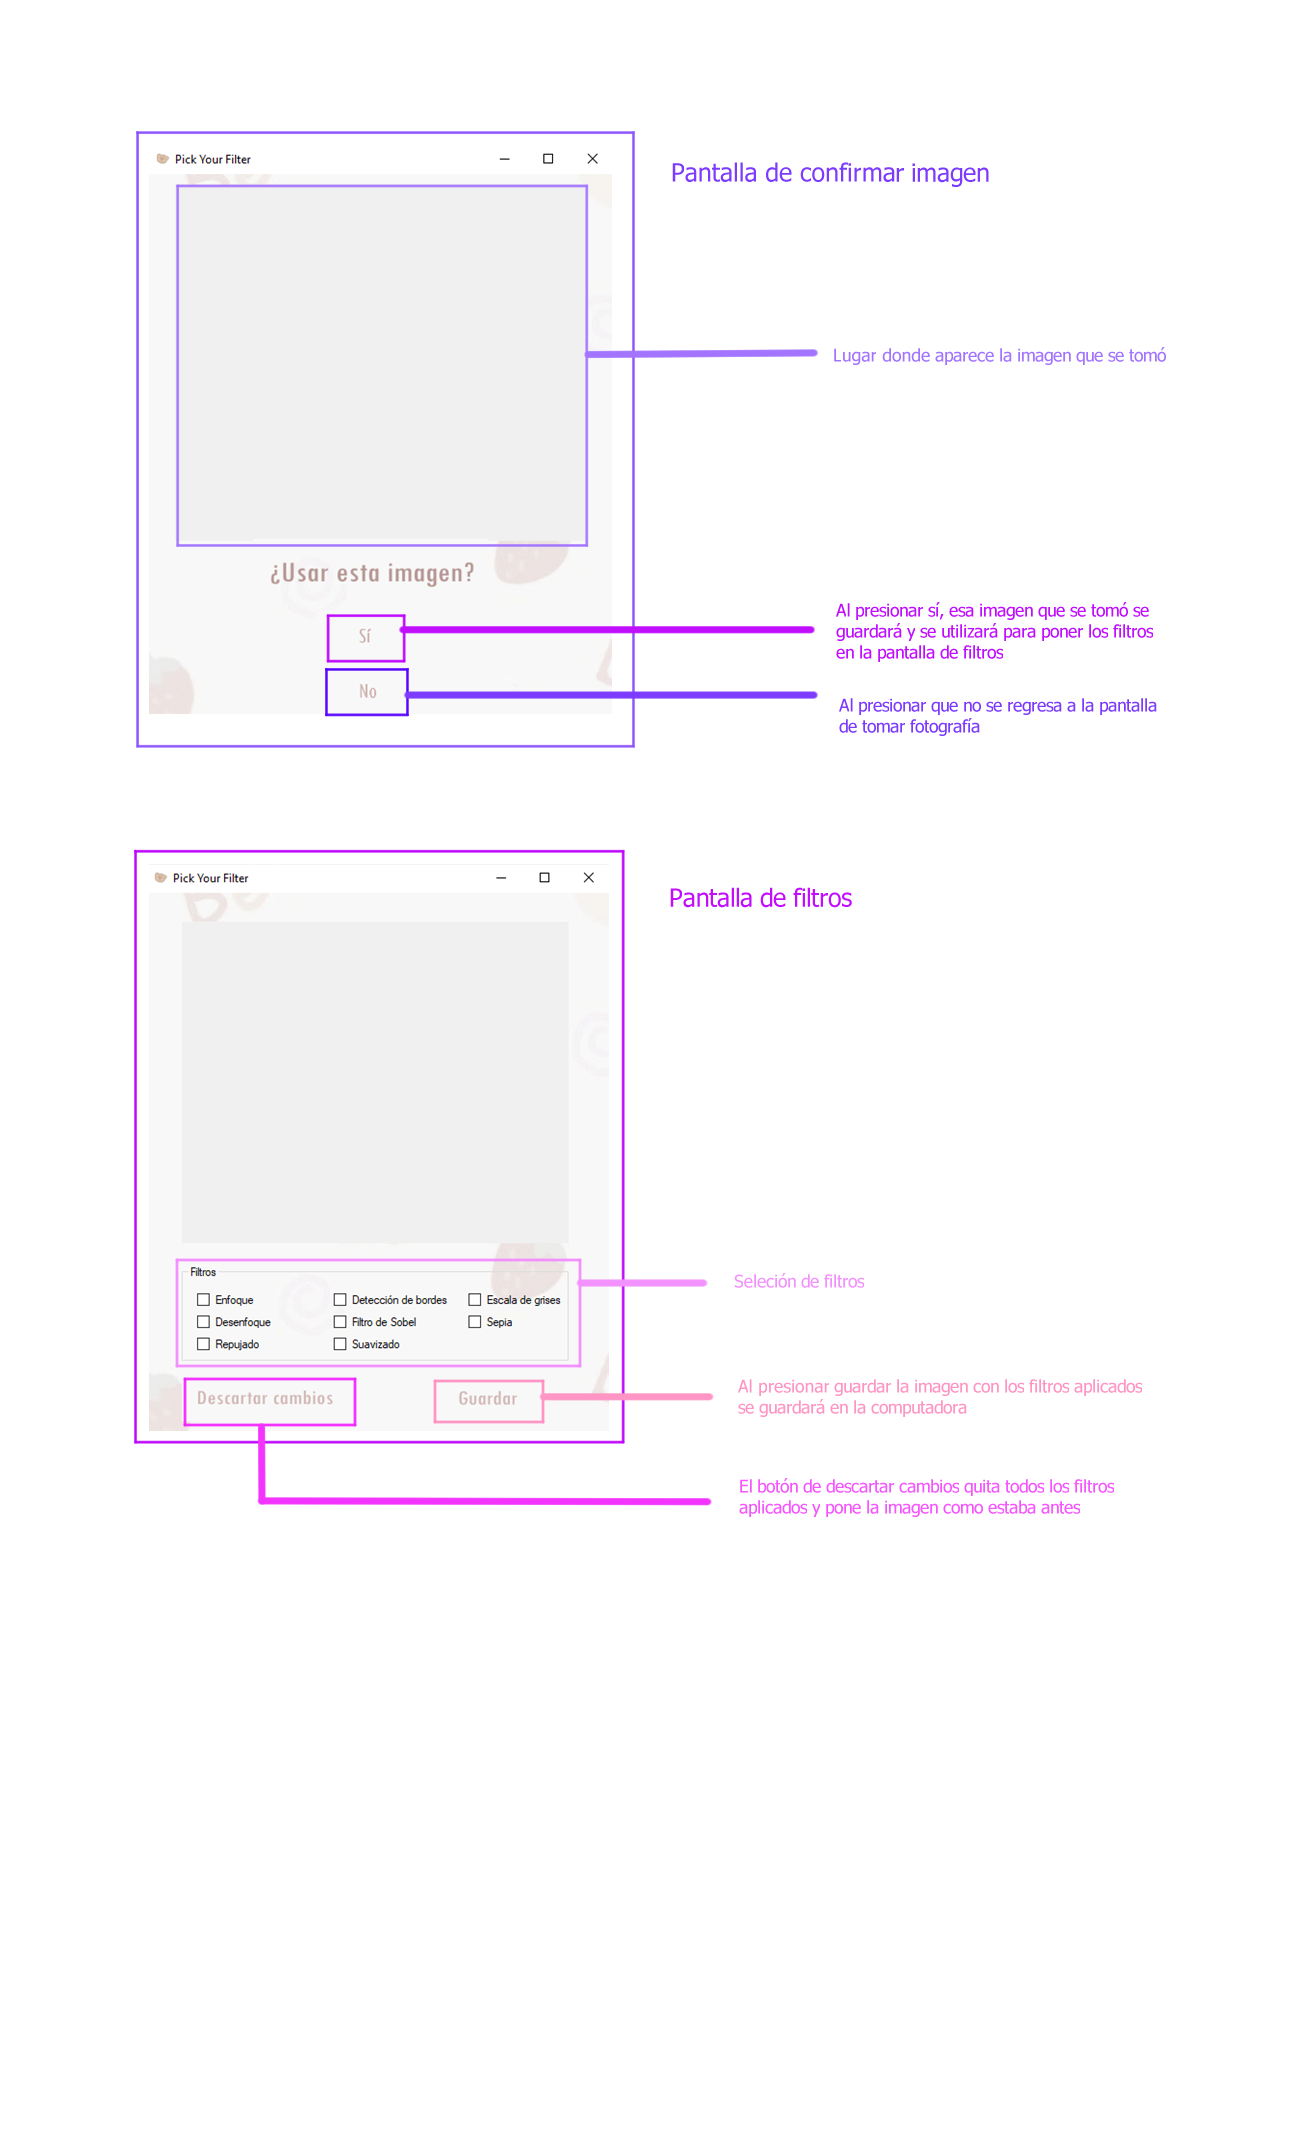 Pick Your Filter
Pantalla de confirmar imagen
Lugar donde aparece la imagen que se tomó
¿Usar esta imagen?
Sí
Al presionar sí, esa imagen que se tomó se
guardará y se utilizará para poner los filtros
en la pantalla de filtros
No
Al presionar que no se regresa a la pantalla
de tomar fotografía
Pick Your Filter
Pantalla de filtros
Filtros
Enfoque
Detección de bordes
Escala de grises
Desenfoque
Filtro de Sobel
Sepia
Repujado
Suavizado
Seleción de filtros
Descartar cambios
Guardar
Al presionar guardar la imagen con los filtros aplicados
se guardará en la computadora
El botón de descartar cambios quita todos los filtros
aplicados y pone la imagen como estaba antes